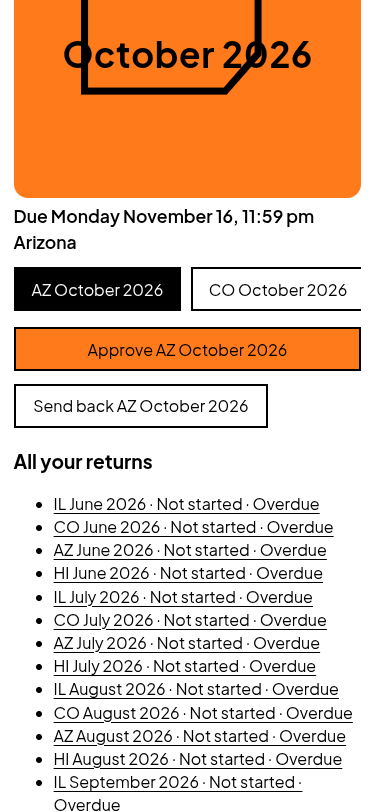 October 2026
Due Monday November 16, 11:59 pm
Arizona
AZ October 2026
CO October 2026
Approve AZ October 2026
Send back AZ October 2026
All your returns
IL June 2026 · Not started · Overdue
CO June 2026 · Not started · Overdue
AZ June 2026 · Not started · Overdue
HI June 2026 · Not started · Overdue
IL July 2026 · Not started · Overdue
CO July 2026 · Not started · Overdue
AZ July 2026 · Not started · Overdue
HI July 2026 · Not started · Overdue
IL August 2026 · Not started · Overdue
CO August 2026 · Not started · Overdue
AZ August 2026 · Not started · Overdue
HI August 2026 · Not started · Overdue
IL September 2026 · Not started ·
Overdue